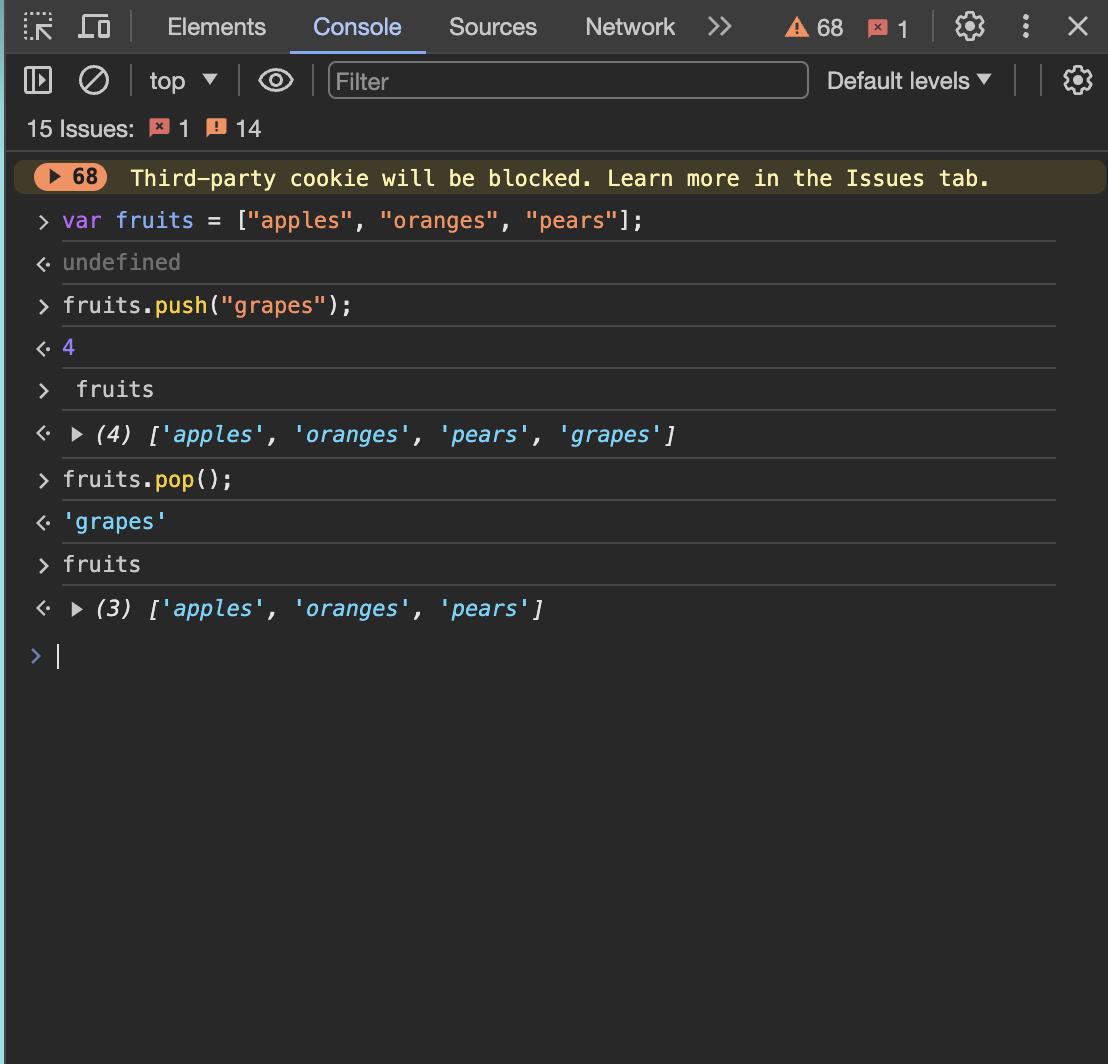 Elements Console Sources Network 68 1
top Filter Default levels
15 Issues: 1 14
68 Third-party cookie will be blocked. Learn more in the Issues tab.
> var fruits = ["apples", "oranges", "pears"];
undefined
> fruits.push("grapes");
4
> fruits
(4) ['apples', 'oranges', 'pears', 'grapes']
> fruits.pop();
'grapes'
> fruits
(3) ['apples', 'oranges', 'pears']
>